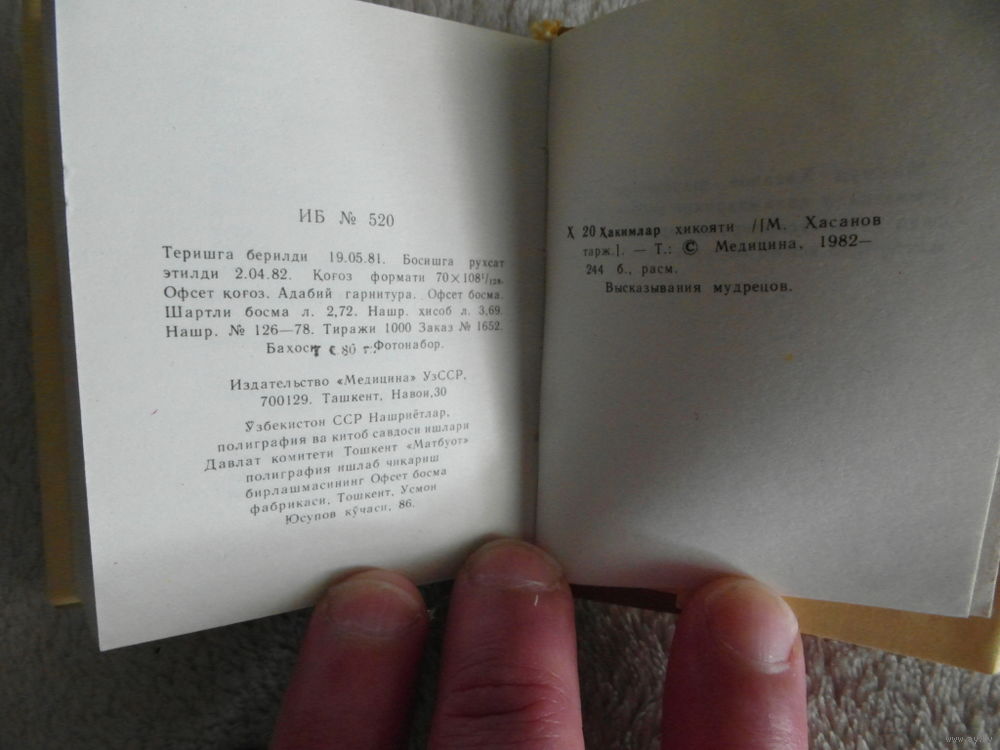 ИБ № 520
Теришга берилди 19.05.81. Босишга рухсат
этилди 2.04.82. Қоғоз формати 70×108¹/₁₂₈.
Офсет қоғоз. Адабий гарнитура. Офсет босма.
Шартли босма л. 2,72. Нашр. хисоб л. 3,69.
Нашр. № 126—78. Тиражи 1000 Заказ № 1652.
Бахоси 80 т. Фотонабор.
Издательство «Медицина» УзССР,
700129. Ташкент, Навои,30
Ўзбекистон ССР Нашриётлар,
полиграфия ва китоб савдоси ишлари
Давлат комитети Тошкент «Матбуот»
полиграфия ишлаб чикариш
бирлашмасининг Офсет босма
фабрикаси, Тошкент, Усмон
Юсупов кўчаси, 86.
Ҳ 20 Ҳакимлар хикояти /[М. Хасанов
тарж.]. — Т.: © Медицина, 1982—
244 б., расм.
Высказывания мудрецов.